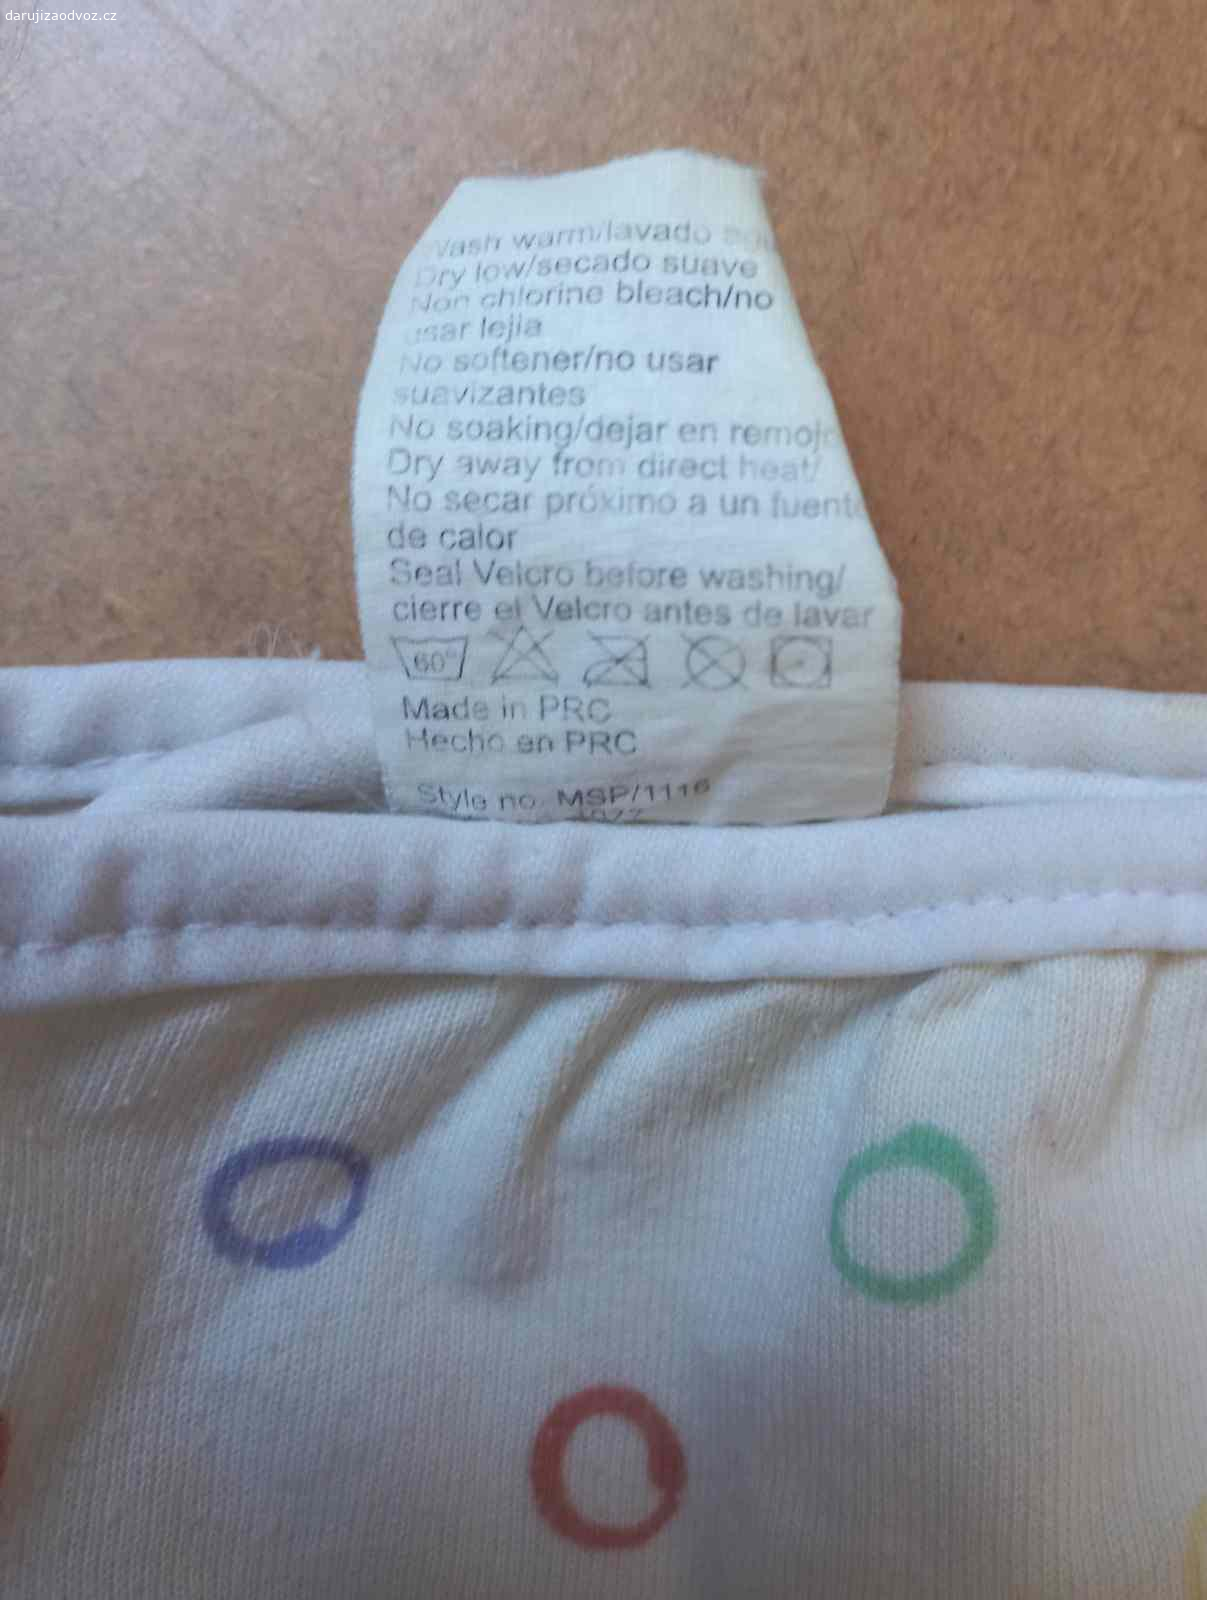 darujizaodvoz.cz
Wash warm/lavado
Dry low/secado suave
Non chlorine bleach/no
usar lejia
No softener/no usar
suavizantes
No soaking/dejar en remojo
Dry away from direct heat/
No secar próximo a un fuente
de calor
Seal Velcro before washing/
cierre el Velcro antes de lavar
60°
Made in PRC
Hecho en PRC
Style no. MSP/1116